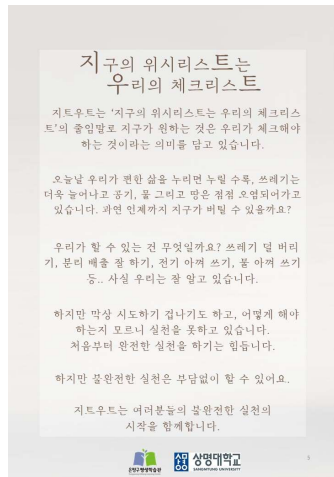 지구의 위시리스트는
우리의 체크리스트
지트우트는 '지구의 위시리스트는 우리의 체크리스
트'의 줄임말로 지구가 원하는 것은 우리가 체크해야
하는 것이라는 의미를 담고 있습니다.
오늘날 우리가 편한 삶을 누리면 누릴 수록, 쓰레기는
더욱 늘어나고 공기, 물 그리고 땅은 점점 오염되어가고
있습니다. 과연 언제까지 지구가 버틸 수 있을까요?
우리가 할 수 있는 건 무엇일까요? 쓰레기 덜 버리
기, 분리 배출 잘 하기, 전기 아껴 쓰기, 물 아껴 쓰기
등.. 사실 우리는 잘 알고 있습니다.
하지만 막상 시도하기 겁나기도 하고, 어떻게 해야
하는지 모르니 실천을 못하고 있습니다.
처음부터 완전한 실천을 하기는 힘듭니다.
하지만 불완전한 실천은 부담없이 할 수 있어요.
지트우트는 여러분들의 불완전한 실천의
시작을 함께합니다.
은평구평생학습관
상명대학교
SANGMYUNG UNIVERSITY